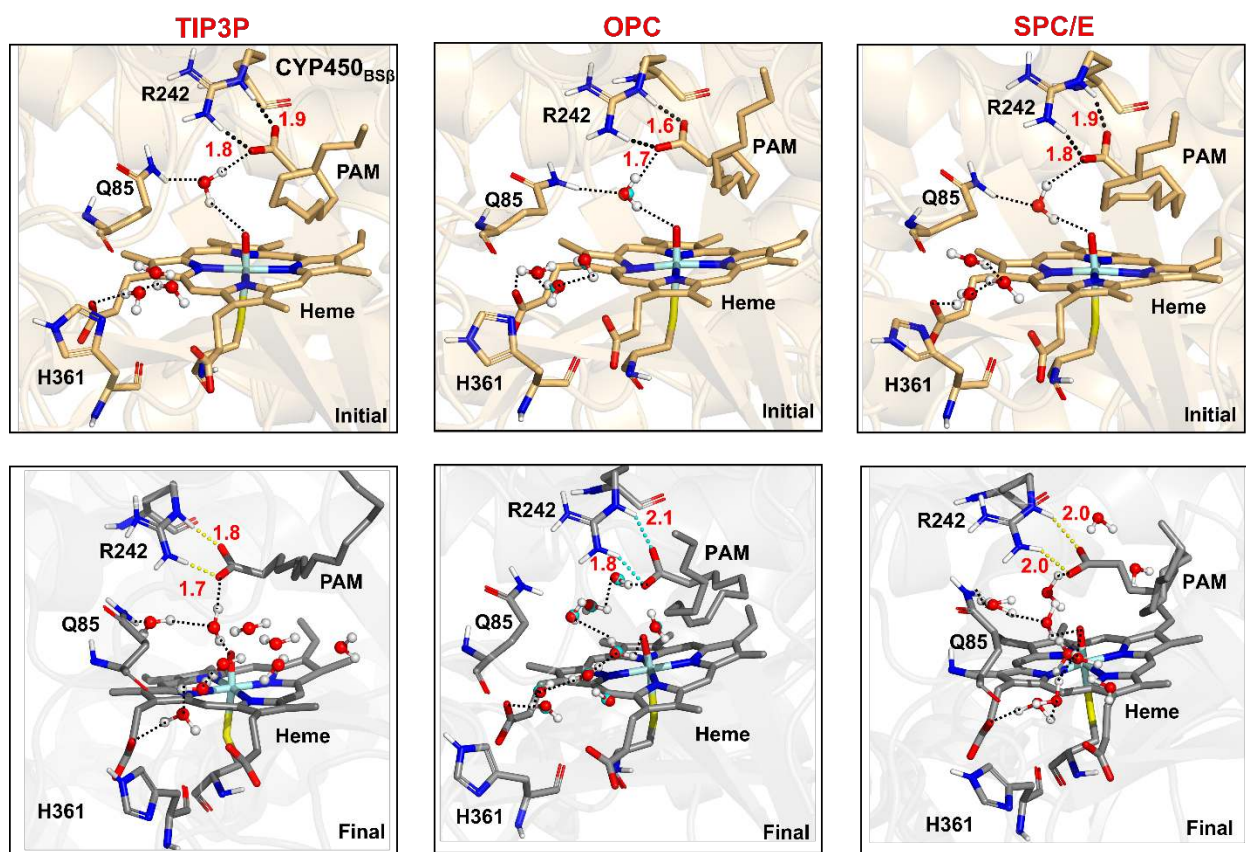 TIP3P
OPC
SPC/E
CYP450BSβ
R242
1.9
1.8
PAM
Q85
Heme
H361
Initial
R242
1.6
1.7
PAM
Q85
Heme
H361
Initial
R242
1.9
1.8
PAM
Q85
Heme
H361
Initial
1.8
R242
1.7
PAM
Q85
Heme
H361
Final
R242
2.1
1.8
PAM
Q85
Heme
H361
Final
R242
2.0
2.0
PAM
Q85
Heme
H361
Final